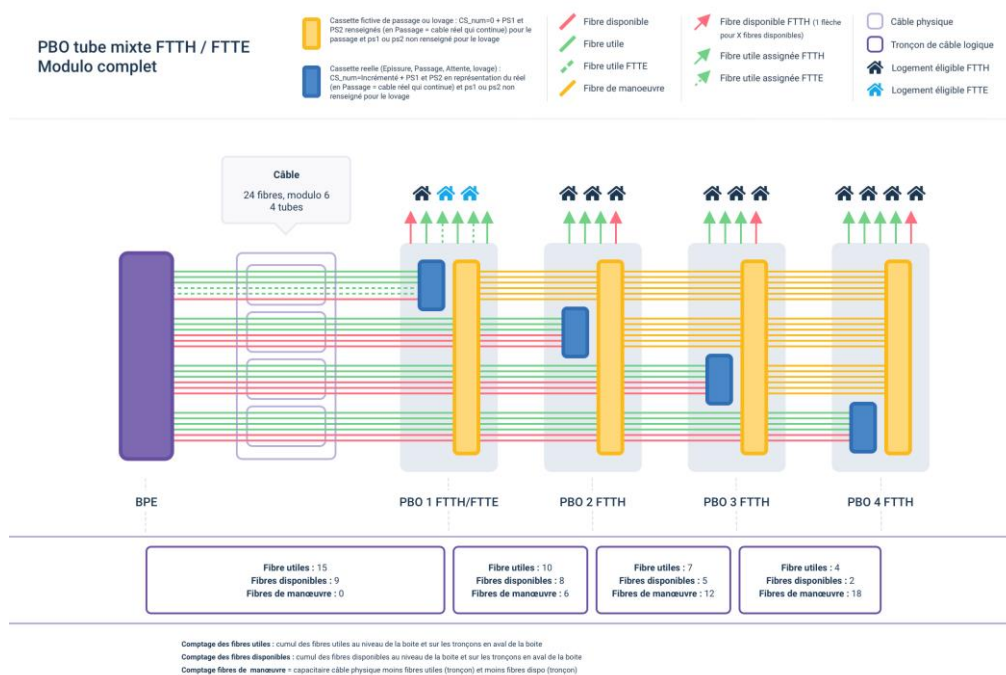 PBO tube mixte FTTH / FTTE
Modulo complet
Cassette fictive de passage ou lovage : CS_num=0 + PS1 et
PS2 renseignés (en Passage = cable réel qui continue) pour le
passage et ps1 ou ps2 non renseigné pour le lovage
Cassette reelle (Epissure, Passage, Attente, lovage) :
CS_num=Incrémenté + PS1 et PS2 en représentation du réel
(en Passage = cable réel qui continue) et ps1 ou ps2 non
renseigné pour le lovage
Fibre disponible
Fibre utile
Fibre utile FTTE
Fibre de manoeuvre
Fibre disponible FTTH (1 flèche
pour X fibres disponibles)
Fibre utile assignée FTTH
Fibre utile assignée FTTE
Câble physique
Tronçon de câble logique
Logement éligible FTTH
Logement éligible FTTE
Câble
24 fibres, modulo 6
4 tubes
BPE
PBO 1 FTTH/FTTE
PBO 2 FTTH
PBO 3 FTTH
PBO 4 FTTH
Fibre utiles : 15
Fibres disponibles : 9
Fibres de manœuvre : 0
Fibre utiles : 10
Fibres disponibles : 8
Fibres de manœuvre : 6
Fibre utiles : 7
Fibres disponibles : 5
Fibres de manœuvre : 12
Fibre utiles : 4
Fibres disponibles : 2
Fibres de manœuvre : 18
Comptage des fibres utiles : cumul des fibres utiles au niveau de la boite et sur les tronçons en aval de la boite
Comptage des fibres disponibles : cumul des fibres disponibles au niveau de la boite et sur les tronçons en aval de la boite
Comptage fibres de manœuvre = capacitaire câble physique moins fibres utiles (tronçon) et moins fibres dispo (tronçon)